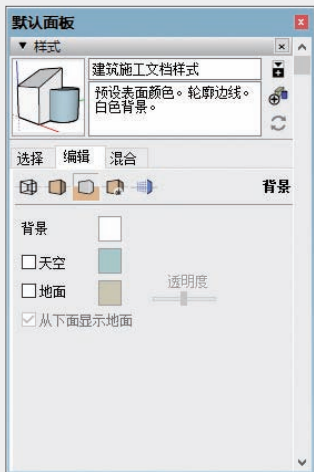 默认面板
▼ 样式
建筑施工文档样式
预设表面颜色。轮廓边线。
白色背景。
选择 编辑 混合
背景
背景
天空
地面
透明度
从下面显示地面